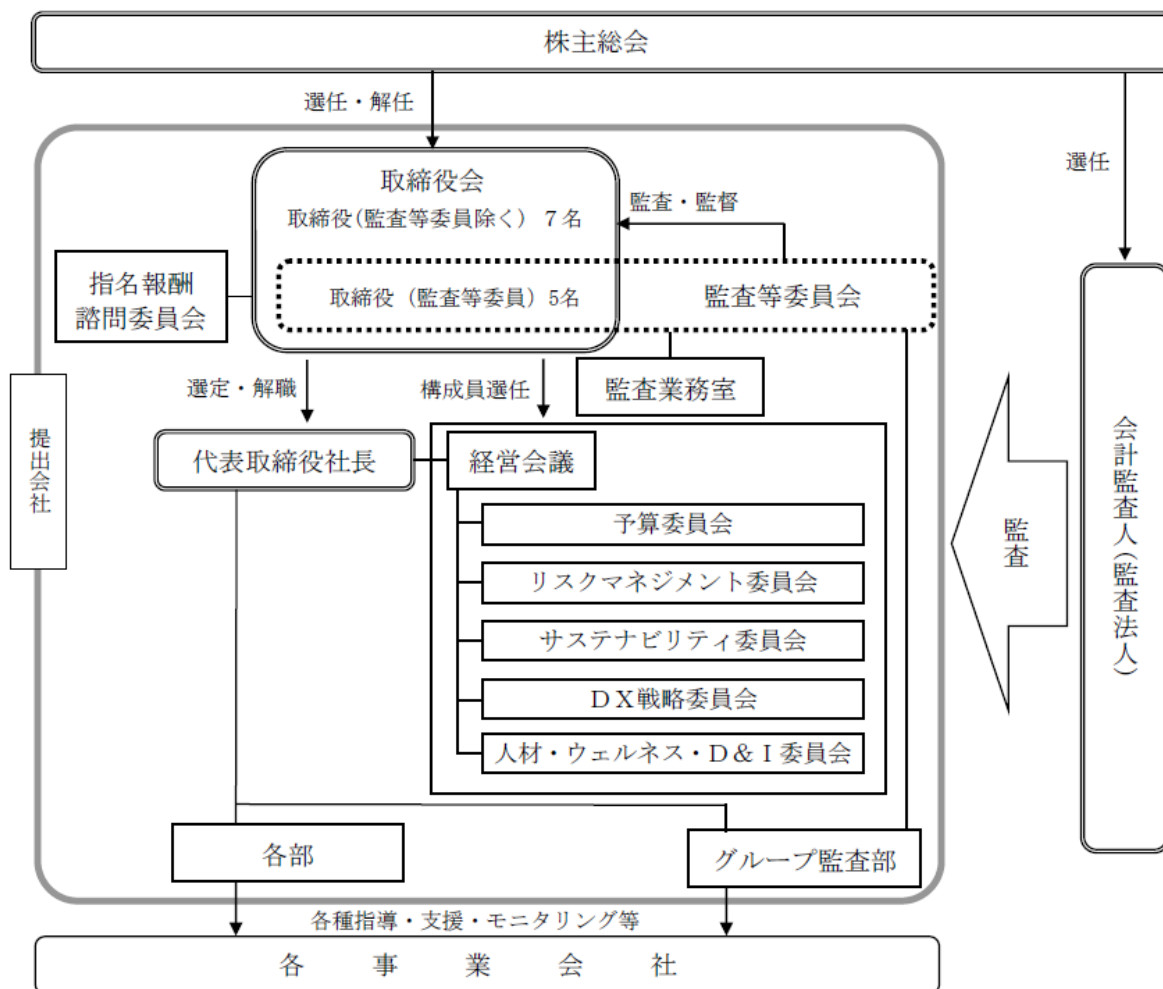 株主総会
選任・解任
選任
取締役会
取締役(監査等委員除く) 7名
監査・監督
指名報酬
諮問委員会
取締役(監査等委員)5名
監査等委員会
監査業務室
選定・解職
構成員選任
提出会社
代表取締役社長
経営会議
予算委員会
リスクマネジメント委員会
サステナビリティ委員会
DX戦略委員会
人材・ウェルネス・D&I委員会
監査
会計監査人(監査法人)
各部
グループ監査部
各種指導・支援・モニタリング等
各事業会社